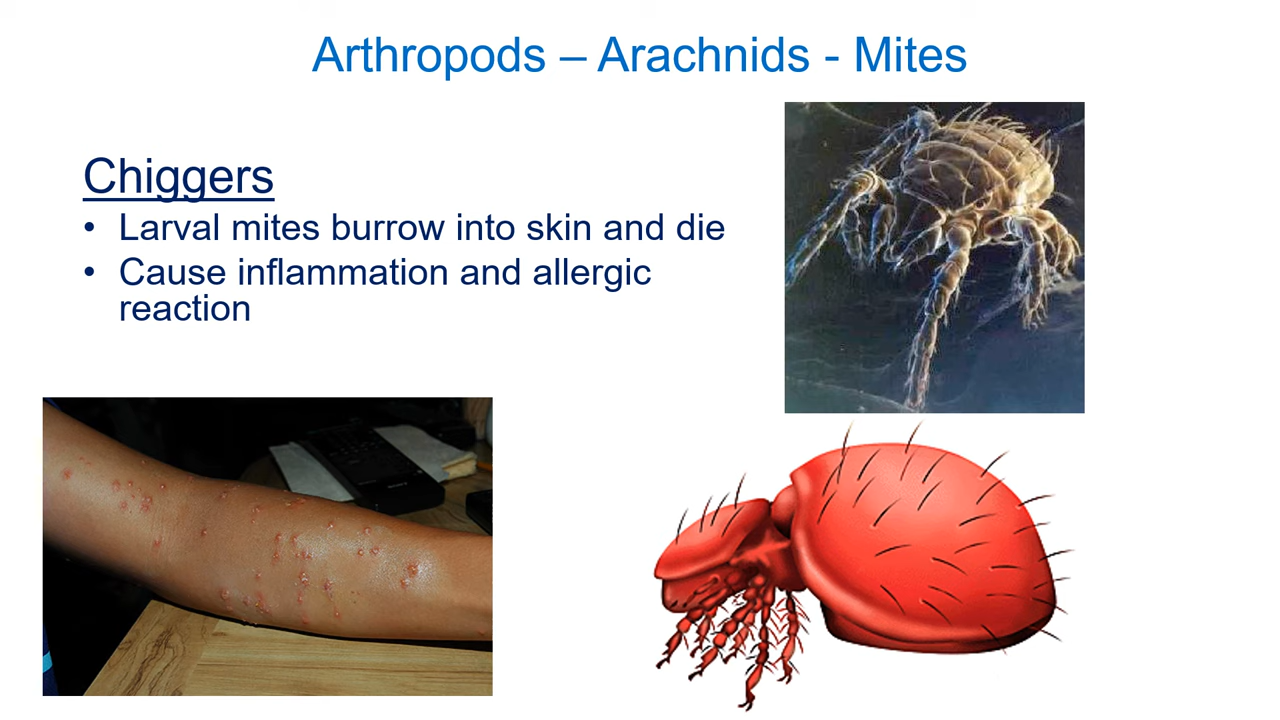 Arthropods – Arachnids - Mites
Chiggers
• Larval mites burrow into skin and die
• Cause inflammation and allergic
reaction